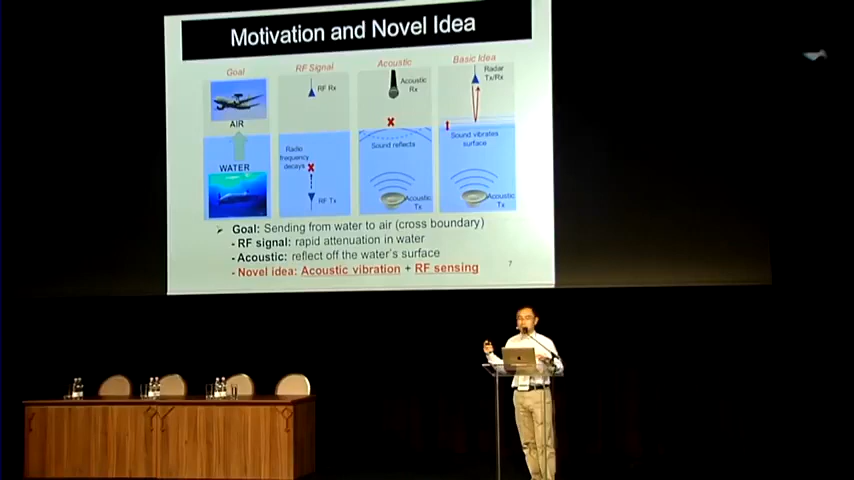 Motivation and Novel Idea
Goal
RF Signal
Acoustic
Basic Idea
AIR
WATER
RF Rx
Radio
frequency
decays
RF Tx
Acoustic
Rx
Sound reflects
Acoustic
Tx
Radar
Tx/Rx
Sound vibrates
surface
Acoustic
Tx
Goal: Sending from water to air (cross boundary)
- RF signal: rapid attenuation in water
- Acoustic: reflect off the water's surface
- Novel idea: Acoustic vibration + RF sensing
7